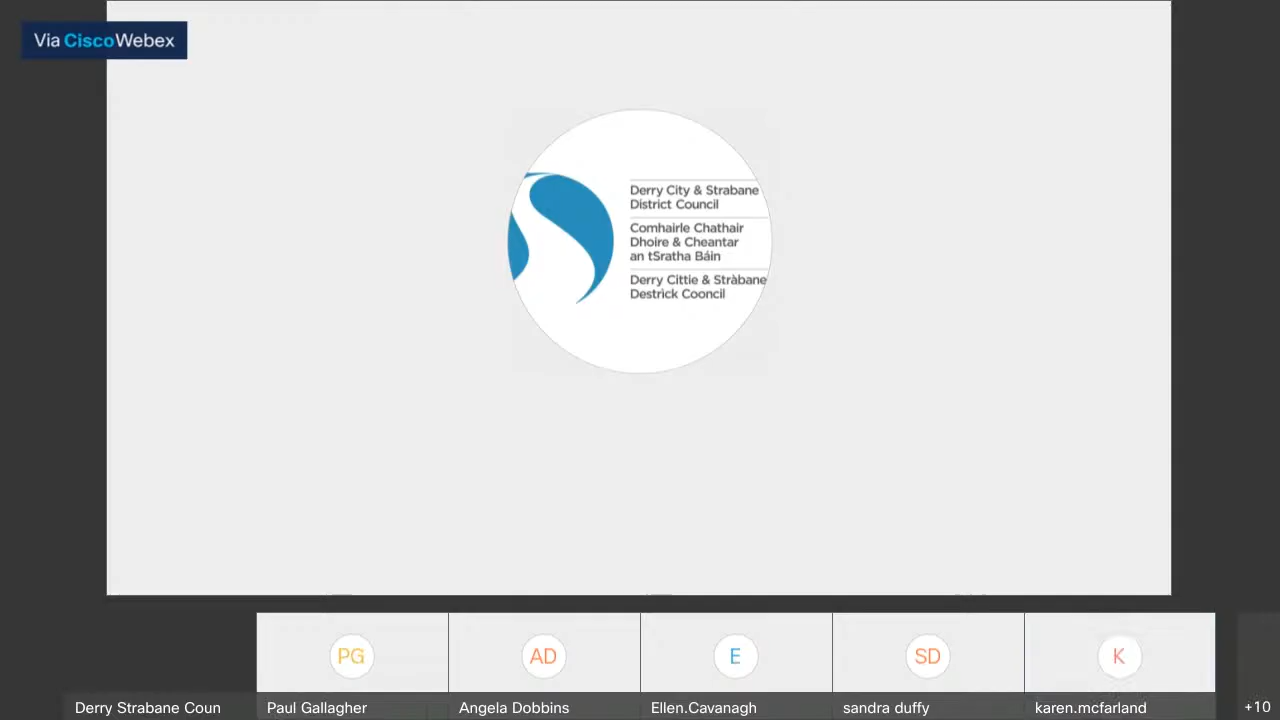 Via CiscoWebex
Derry City & Strabane
District Council
Comhairle Chathair
Dhoire & Cheantar
an tSratha Báin
Derry Cittie & Stràbane
Destrìck Cooncil
PG
AD
E
SD
K
Derry Strabane Coun
Paul Gallagher
Angela Dobbins
Ellen.Cavanagh
sandra duffy
karen.mcfarland
+10